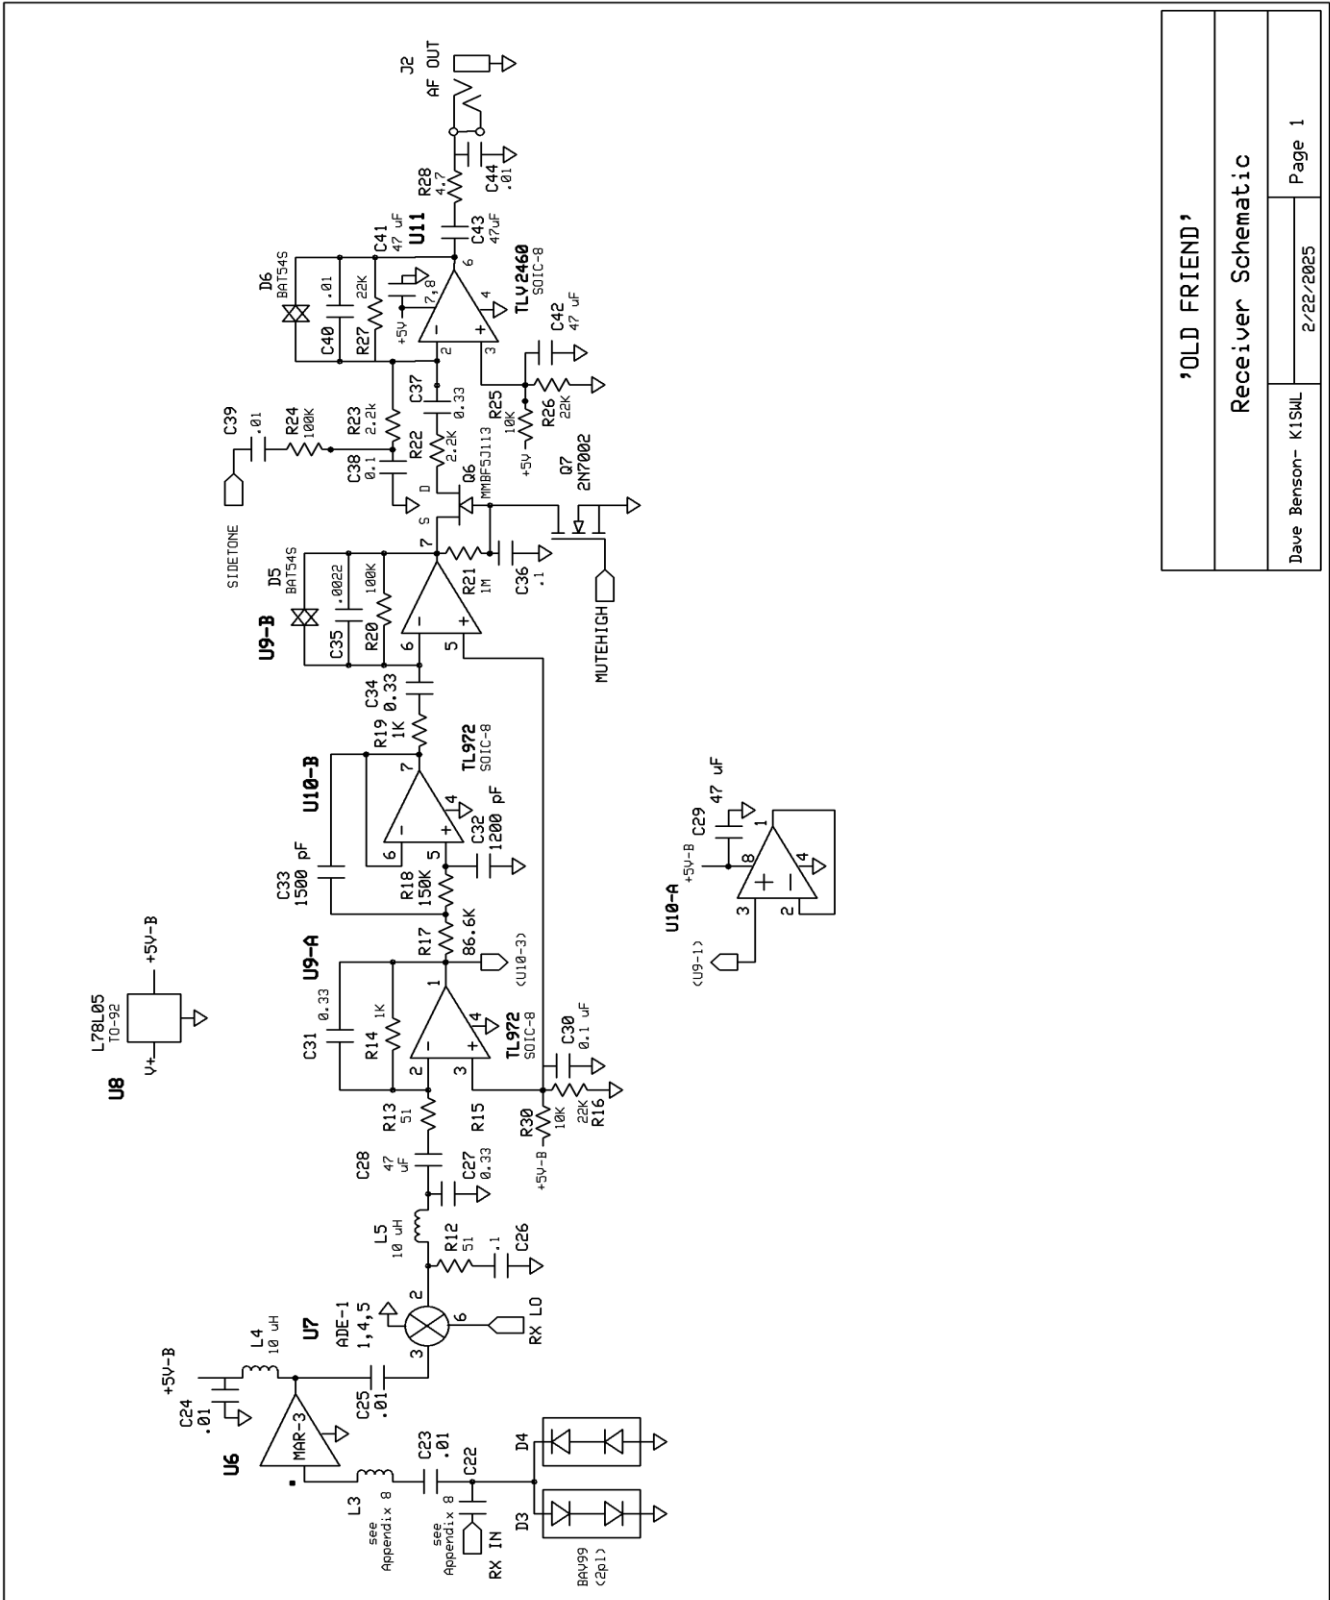 'OLD FRIEND'
Receiver Schematic
Dave Benson- K1SWL
2/22/2025
Page 1
RX IN
see
Appendix 8
C22
D3
D4
BAV99
(2pl)
C23
.01
see
Appendix 8
L3
U6
MAR-3
C24
.01
+5V-B
L4
10 uH
C25
.01
U7
ADE-1
1,4,5
3
2
6
RX LO
R12
51
.1
C26
L5
10 uH
C27
0.33
C28
47
uF
U8
L78L05
TO-92
V+
+5V-B
R13
51
C31
0.33
R14
1K
U9-A
2
3
1
4
-
+
TL972
SOIC-8
R15
+5V-B
R30
10K
22K
R16
C30
0.1 uF
<U10-3>
R17
86.6K
R18
150K
C33
1500 pF
U10-B
6
5
7
4
-
+
C32
1200 pF
TL972
SOIC-8
R19
1K
C34
0.33
U9-B
D5
BAT54S
C35
.0022
R20
100K
6
5
7
-
+
R21
1M
C36
.1
MUTEHIGH
Q6
MMBF5J113
S
D
Q7
2N7002
SIDETONE
C39
.01
R24
100K
C38
0.1
R23
2.2k
R22
2.2K
C37
0.33
D6
BAT54S
C40
.01
R27
22K
+5V
C41
47 uF
7,8
U11
2
3
6
4
-
+
TLV2460
SOIC-8
+5V
R25
10K
R26
22K
C42
47 uF
C43
47uF
R28
4.7
C44
.01
J2
AF OUT
U10-A
<U9-1>
+5V-B
C29
47 uF
3
2
8
1
4
+
-